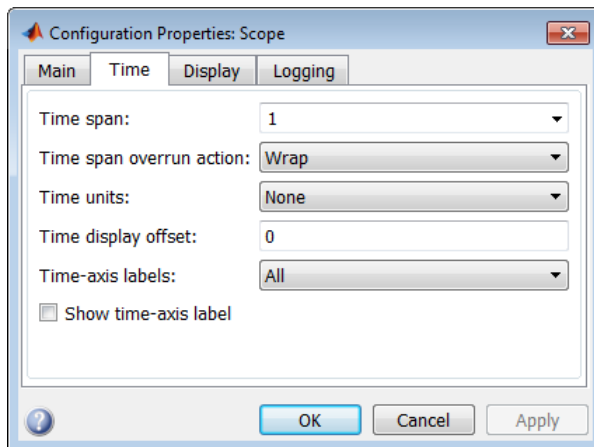 Configuration Properties: Scope
Main Time Display Logging
Time span: 1
Time span overrun action: Wrap
Time units: None
Time display offset: 0
Time-axis labels: All
Show time-axis label
? OK Cancel Apply